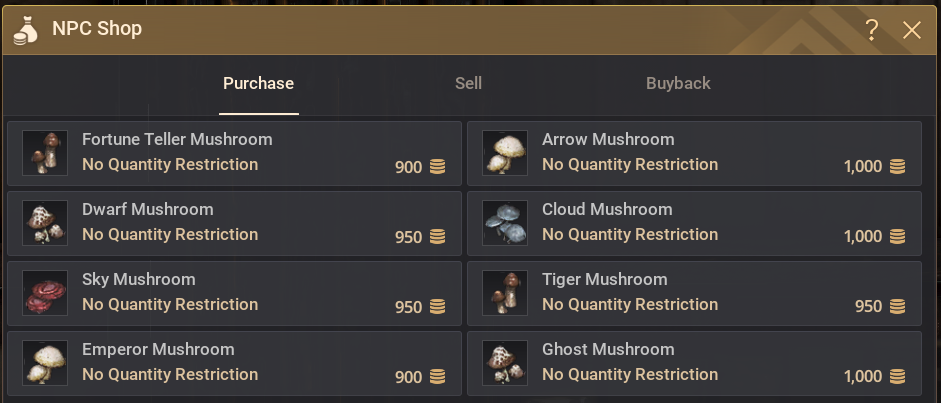 NPC Shop
?
Purchase
Sell
Buyback
Fortune Teller Mushroom
No Quantity Restriction
900
Arrow Mushroom
No Quantity Restriction
1,000
Dwarf Mushroom
No Quantity Restriction
950
Cloud Mushroom
No Quantity Restriction
1,000
Sky Mushroom
No Quantity Restriction
950
Tiger Mushroom
No Quantity Restriction
950
Emperor Mushroom
No Quantity Restriction
900
Ghost Mushroom
No Quantity Restriction
1,000